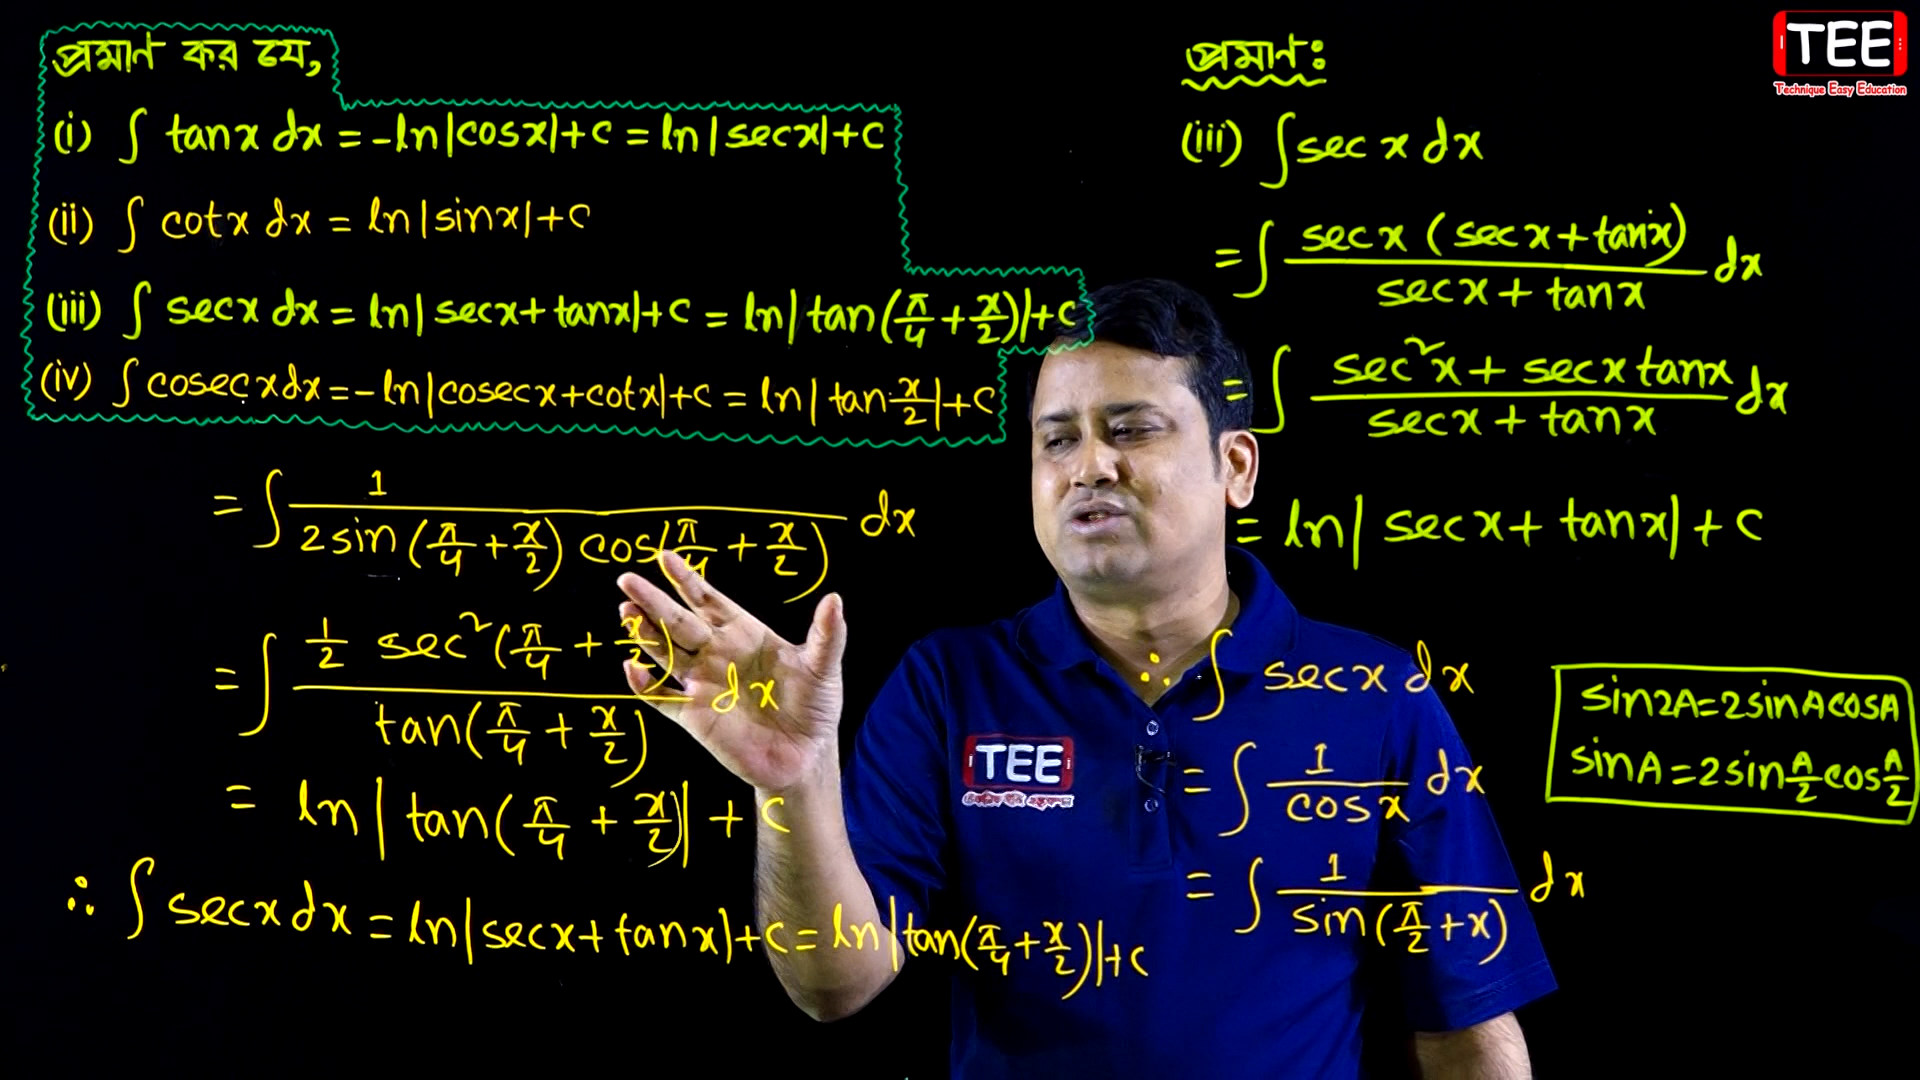 প্রমাণ কর যে,
(i) ∫ tanx dx = -ln|cosx|+c = ln|secx|+c
(ii) ∫ cotx dx = ln|sinx|+c
(iii) ∫ secx dx = ln|secx+tanx|+c = ln|tan(π/4+x/2)|+c
(iv) ∫ cosecx dx = -ln|cosecx+cotx|+c = ln|tan x/2|+c
প্রমাণ:
(iii) ∫ sec x dx
= ∫ secx (secx+tanx) / secx+tanx dx
= ∫ sec²x + secx tanx / secx + tanx dx
= ln|secx+tanx|+c
∴ ∫ secx dx
= ∫ 1/cosx dx
= ∫ 1/sin(π/2+x) dx
sin2A=2sinAcosA
sinA=2sin A/2 cos A/2
= ∫ 1 / 2sin(π/4+x/2) cos(π/4+x/2) dx
= ∫ 1/2 sec²(π/4+x/2) / tan(π/4+x/2) dx
= ln|tan(π/4+x/2)|+c
∴ ∫ secx dx = ln|secx+tanx|+c = ln|tan(π/4+x/2)|+c
TEE
Technique Easy Education
TEE